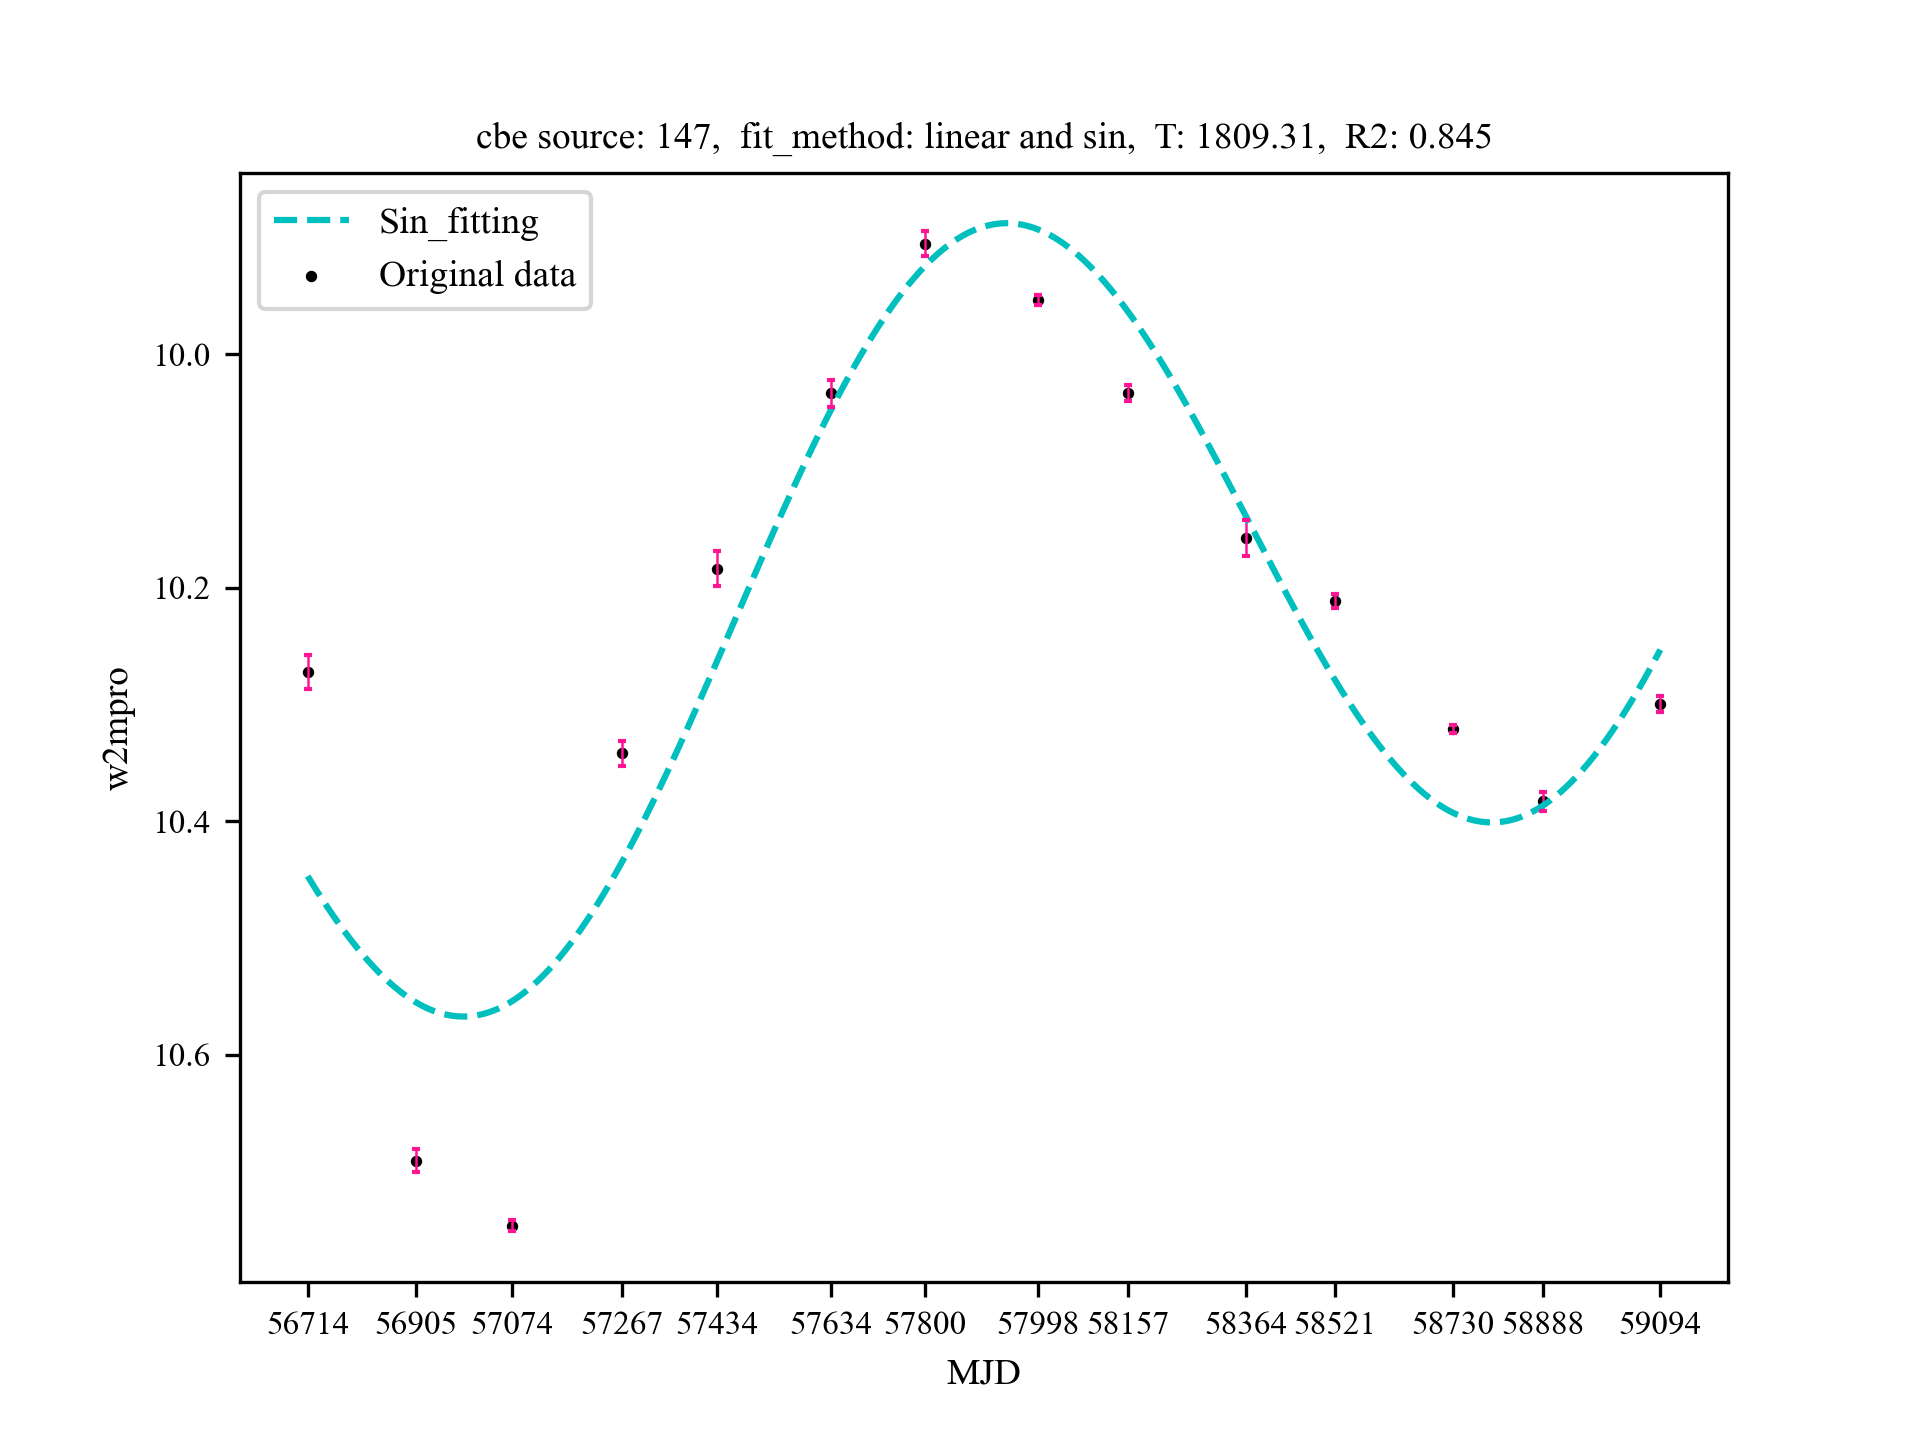 cbe source: 147,  fit_method: linear and sin,  T: 1809.31,  R2: 0.845
Sin_fitting
Original data
10.0
10.2
10.4
10.6
w2mpro
56714 56905 57074 57267 57434 57634 57800 57998 58157 58364 58521 58730 58888 59094
MJD